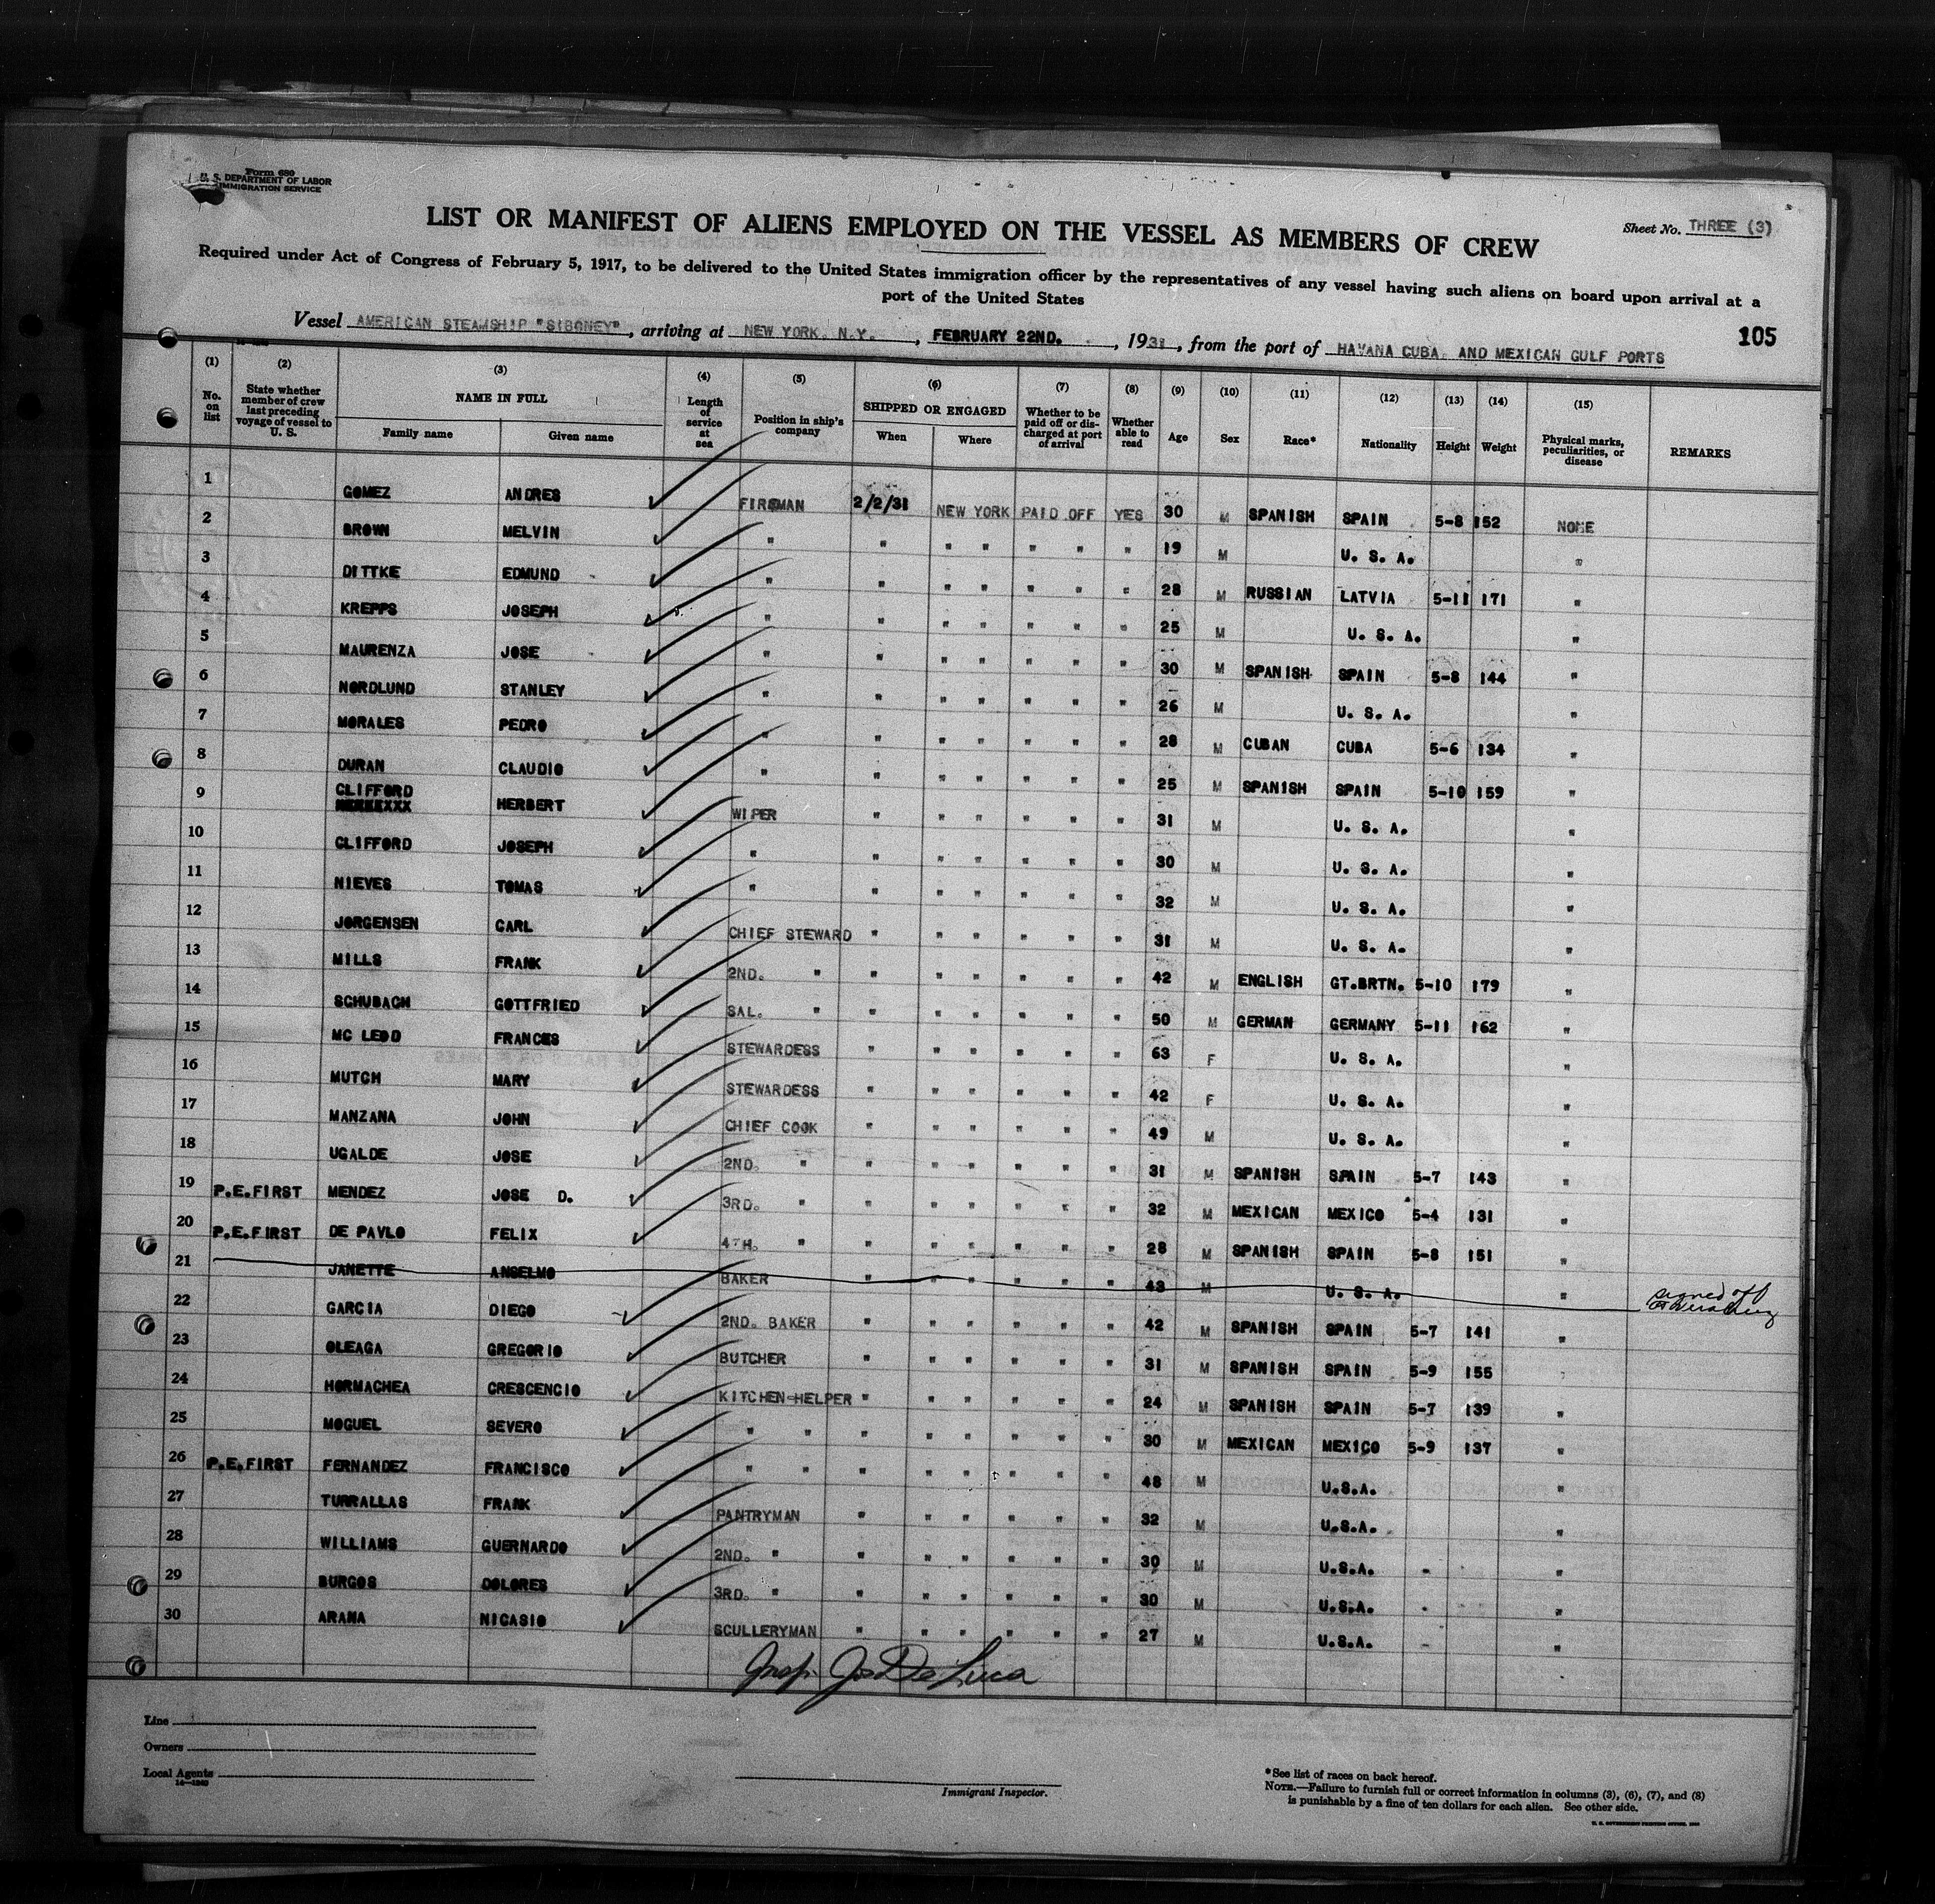 Form 680
U. S. DEPARTMENT OF LABOR
IMMIGRATION SERVICE
LIST OR MANIFEST OF ALIENS EMPLOYED ON THE VESSEL AS MEMBERS OF CREW
Sheet No. THREE (3)
Required under Act of Congress of February 5, 1917, to be delivered to the United States immigration officer by the representatives of any vessel having such aliens on board upon arrival at a
port of the United States
Vessel AMERICAN STEAMSHIP "SIBONEY", arriving at NEW YORK. N.Y., FEBRUARY 22ND., 1931, from the port of HAVANA CUBA. AND MEXICAN GULF PORTS
105
(1) No. on list (2) State whether member of crew last preceding voyage of vessel to U. S. (3) NAME IN FULL Family name Given name (4) Length of service at sea (5) Position in ship's company (6) SHIPPED OR ENGAGED When Where (7) Whether to be paid off or discharged at port of arrival (8) Whether able to read (9) Age (10) Sex (11) Race* (12) Nationality (13) Height (14) Weight (15) Physical marks, peculiarities, or disease REMARKS
1 GOMEZ ANDRES FIREMAN 2/2/31 NEW YORK PAID OFF YES 30 M SPANISH SPAIN 5-8 152 NONE
2 BROWN MELVIN " " " " " " " 19 M U. S. A. "
3 DITTKE EDMUND " " " " " " " 28 M RUSSIAN LATVIA 5-11 171 "
4 KREPPS JOSEPH " " " " " " " 25 M U. S. A. "
5 MAURENZA JOSE " " " " " " " 30 M SPANISH SPAIN 5-8 144 "
6 NORDLUND STANLEY " " " " " " " 26 M U. S. A. "
7 MORALES PEDRO " " " " " " " 28 M CUBAN CUBA 5-6 134 "
8 DURAN CLAUDIO " " " " " " " 25 M SPANISH SPAIN 5-10 159 "
9 CLIFFORD HERBERT WIPER " " " " " " 31 M U. S. A. "
10 CLIFFORD JOSEPH " " " " " " " 30 M U. S. A. "
11 NIEVES TOMAS " " " " " " " 32 M U. S. A. "
12 JORGENSEN CARL CHIEF STEWARD " " " " " " 31 M U. S. A. "
13 MILLS FRANK 2ND. " " " " " " " 42 M ENGLISH GT.BRTN. 5-10 179 "
14 SCHUBACH GOTTFRIED SAL. " " " " " " " 50 M GERMAN GERMANY 5-11 162 "
15 MC LEOD FRANCES STEWARDESS " " " " " " 63 F U. S. A. "
16 MUTCH MARY STEWARDESS " " " " " " 42 F U. S. A. "
17 MANZANA JOHN CHIEF COOK " " " " " " 49 M U. S. A. "
18 UGALDE JOSE 2ND. " " " " " " " 31 M SPANISH SPAIN 5-7 143 "
19 P.E.FIRST MENDEZ JOSE D. 3RD. " " " " " " " 32 M MEXICAN MEXICO 5-4 131 "
20 P.E.FIRST DE PAVLO FELIX 4TH. " " " " " " " 28 M SPANISH SPAIN 5-8 151 "
21 JANETTE ANSELMO BAKER " " " " " " 43 M U. S. A. " signed off
22 GARCIA DIEGO 2ND. BAKER " " " " " " 42 M SPANISH SPAIN 5-7 141 "
23 OLEAGA GREGORIO BUTCHER " " " " " " 31 M SPANISH SPAIN 5-9 155
24 HORMACHEA CRESCENCIO KITCHEN-HELPER " " " " " " 24 M SPANISH SPAIN 5-7 139 "
25 MOGUEL SEVERO " " " " " " " " 30 M MEXICAN MEXICO 5-9 137 "
26 P.E.FIRST FERNANDEZ FRANCISCO " " " " " " " " 48 M U.S.A. "
27 TURRALLAS FRANK PANTRYMAN " " " " " " 32 M U.S.A. "
28 WILLIAMS GUERNARDO 2ND. " " " " " " " 30 M U.S.A. - "
29 BURGOS DOLORES 3RD. " " " " " " " 30 M U.S.A. - "
30 ARANA NICASIO SCULLERYMAN " " " " " " 27 M U.S.A. - "
Insp. Jos De Luca
Line
Owners
Local Agents
14—1240
Immigrant Inspector.
*See list of races on back hereof.
NOTE.—Failure to furnish full or correct information in columns (3), (6), (7), and (8)
is punishable by a fine of ten dollars for each alien. See other side.